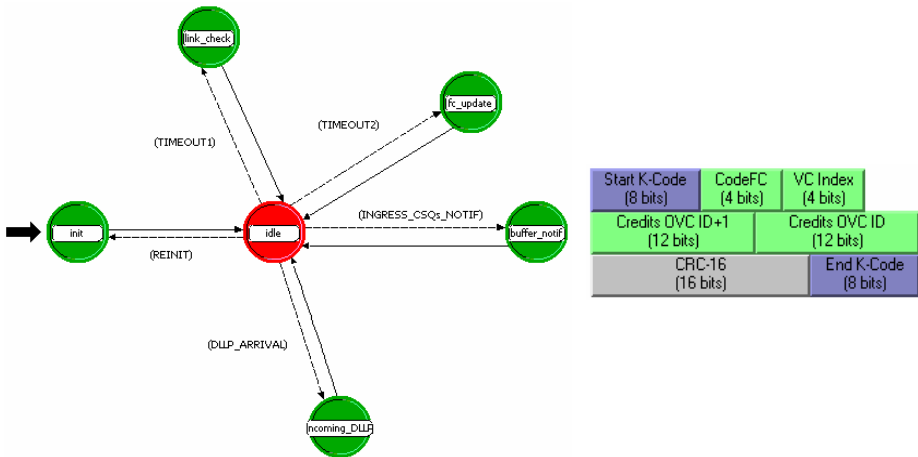 link_check
fc_update
(TIMEOUT1)
(TIMEOUT2)
(INGRESS_CSQs_NOTIF)
init
idle
buffer_notif
(REINIT)
(DLLP_ARRIVAL)
ncoming_DLLP
Start K-Code
(8 bits)
CodeFC
(4 bits)
VC Index
(4 bits)
Credits OVC ID+1
(12 bits)
Credits OVC ID
(12 bits)
CRC-16
(16 bits)
End K-Code
(8 bits)